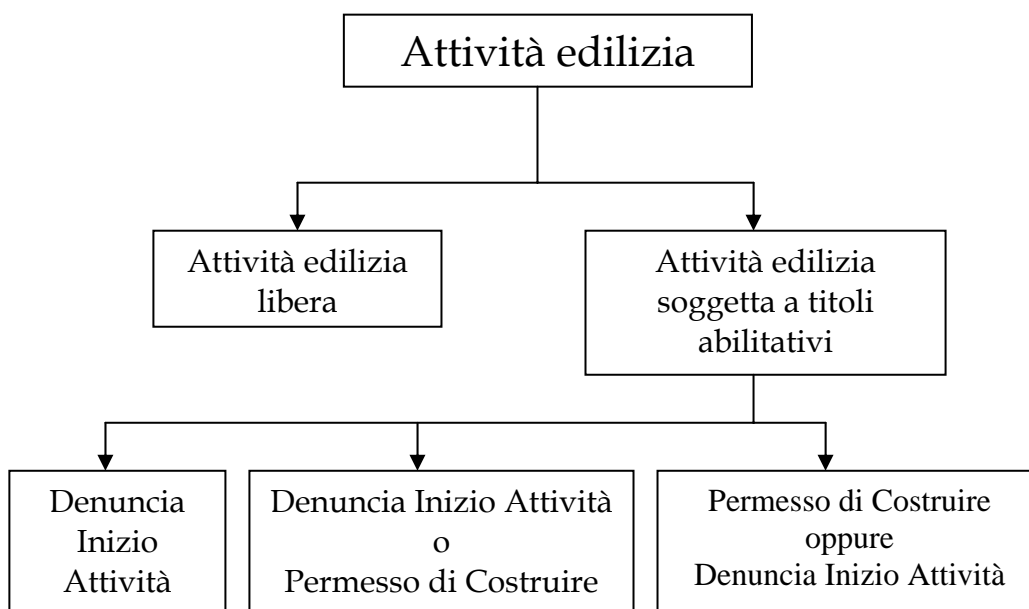 Attività edilizia
Attività edilizia
libera
Attività edilizia
soggetta a titoli
abilitativi
Denuncia
Inizio
Attività
Denuncia Inizio Attività
o
Permesso di Costruire
Permesso di Costruire
oppure
Denuncia Inizio Attività